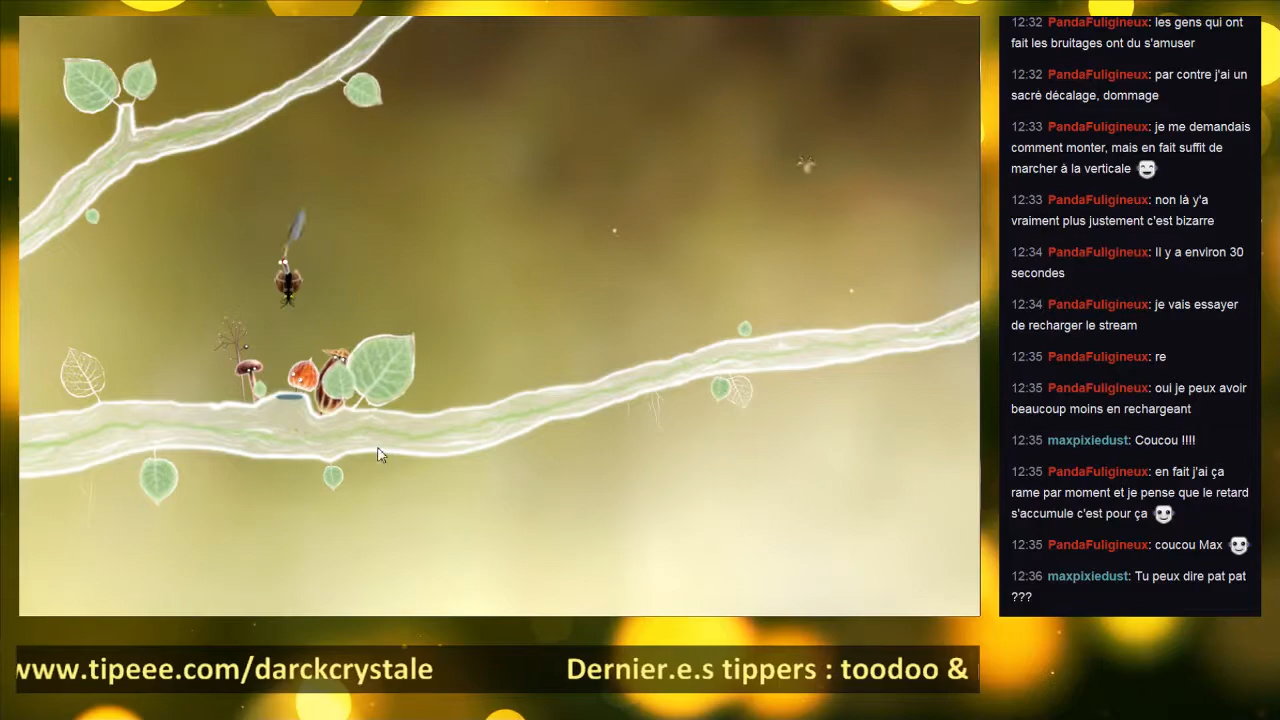 12:32 PandaFuligineux: les gens qui ont
fait les bruitages ont du s'amuser
12:32 PandaFuligineux: par contre j'ai un
sacré décalage, dommage
12:33 PandaFuligineux: je me demandais
comment monter, mais en fait suffit de
marcher à la verticale
12:33 PandaFuligineux: non là y'a
vraiment plus justement c'est bizarre
12:34 PandaFuligineux: Il y a environ 30
secondes
12:34 PandaFuligineux: je vais essayer
de recharger le stream
12:35 PandaFuligineux: re
12:35 PandaFuligineux: oui je peux avoir
beaucoup moins en rechargeant
12:35 maxpixiedust: Coucou !!!!
12:35 PandaFuligineux: en fait j'ai ça
rame par moment et je pense que le retard
s'accumule c'est pour ça
12:35 PandaFuligineux: coucou Max
12:36 maxpixiedust: Tu peux dire pat pat
???
www.tipeee.com/darckcrystale Dernier.e.s tippers : toodoo &